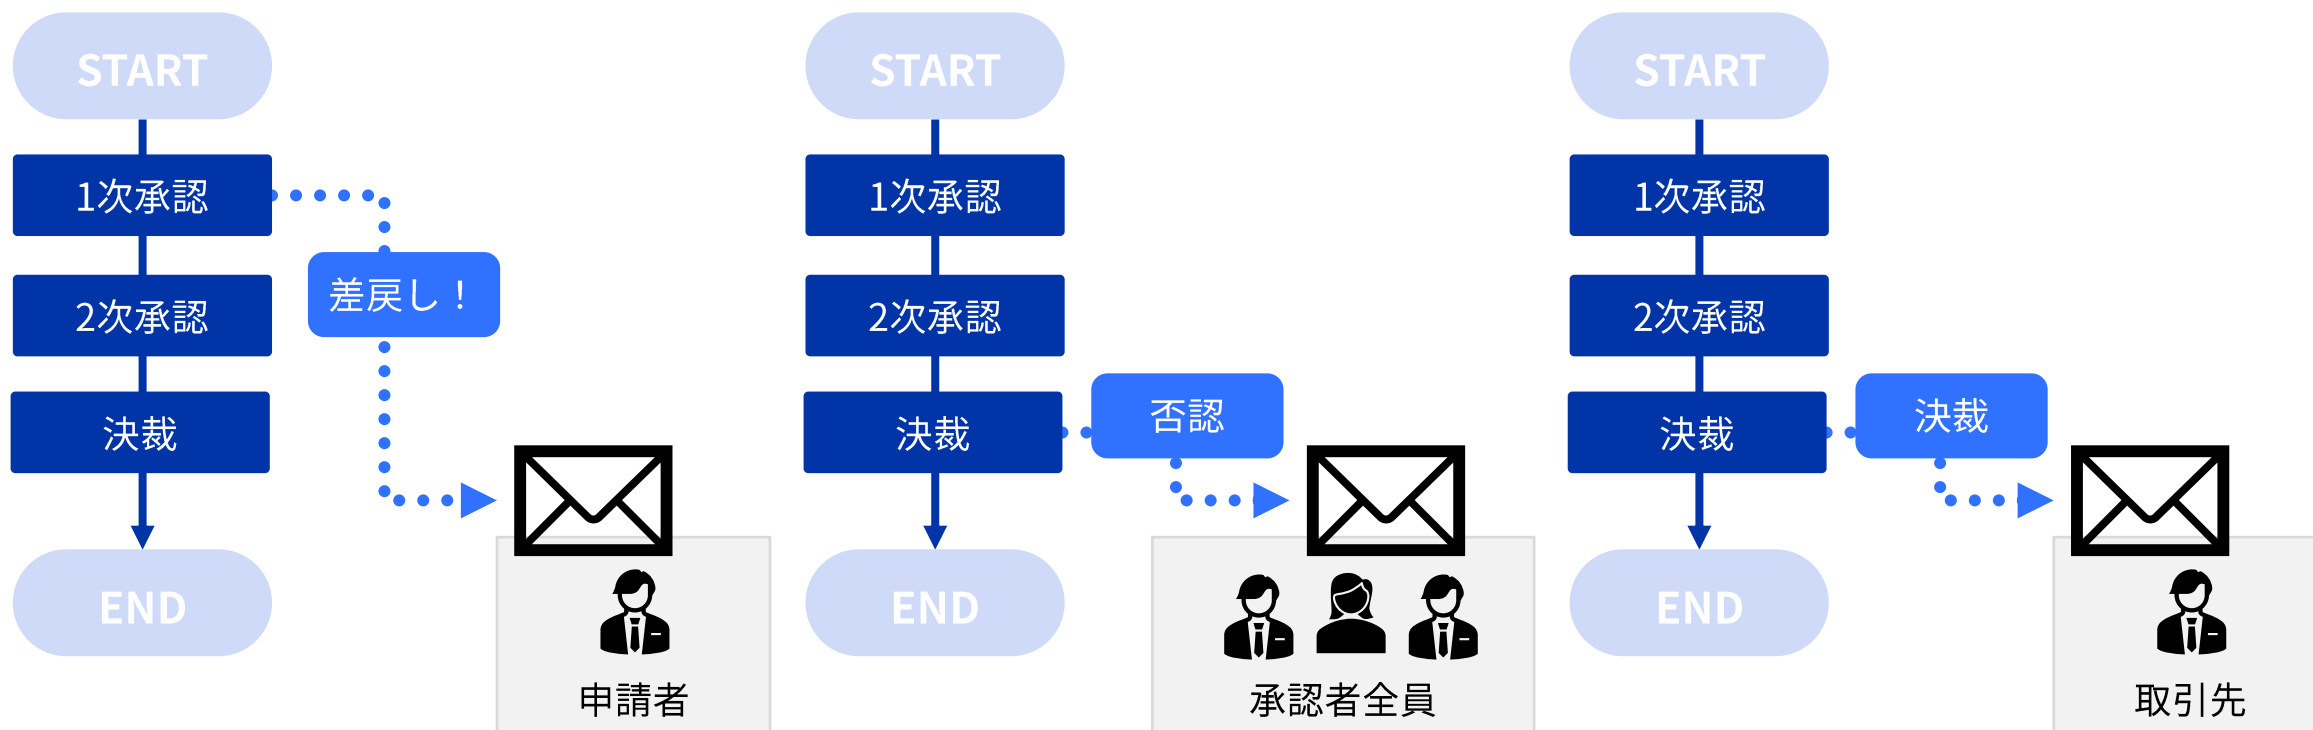 START
1次承認
差戻し！
2次承認
決裁
END
申請者
START
1次承認
2次承認
決裁
否認
END
承認者全員
START
1次承認
2次承認
決裁
決裁
END
取引先